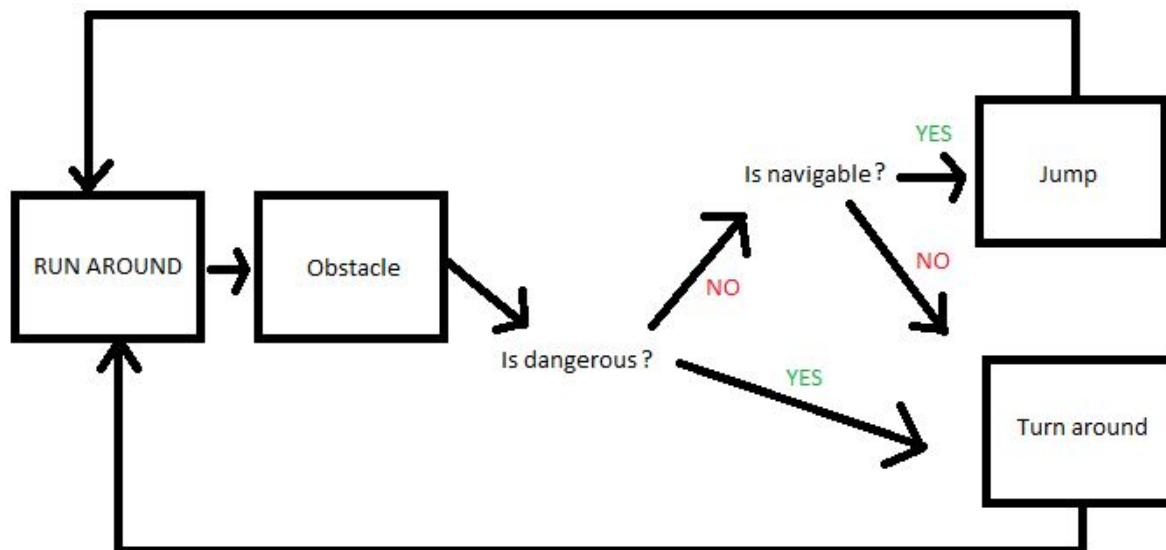 YES
Is navigable?
Jump
RUN AROUND
Obstacle
NO
NO
Is dangerous?
YES
Turn around